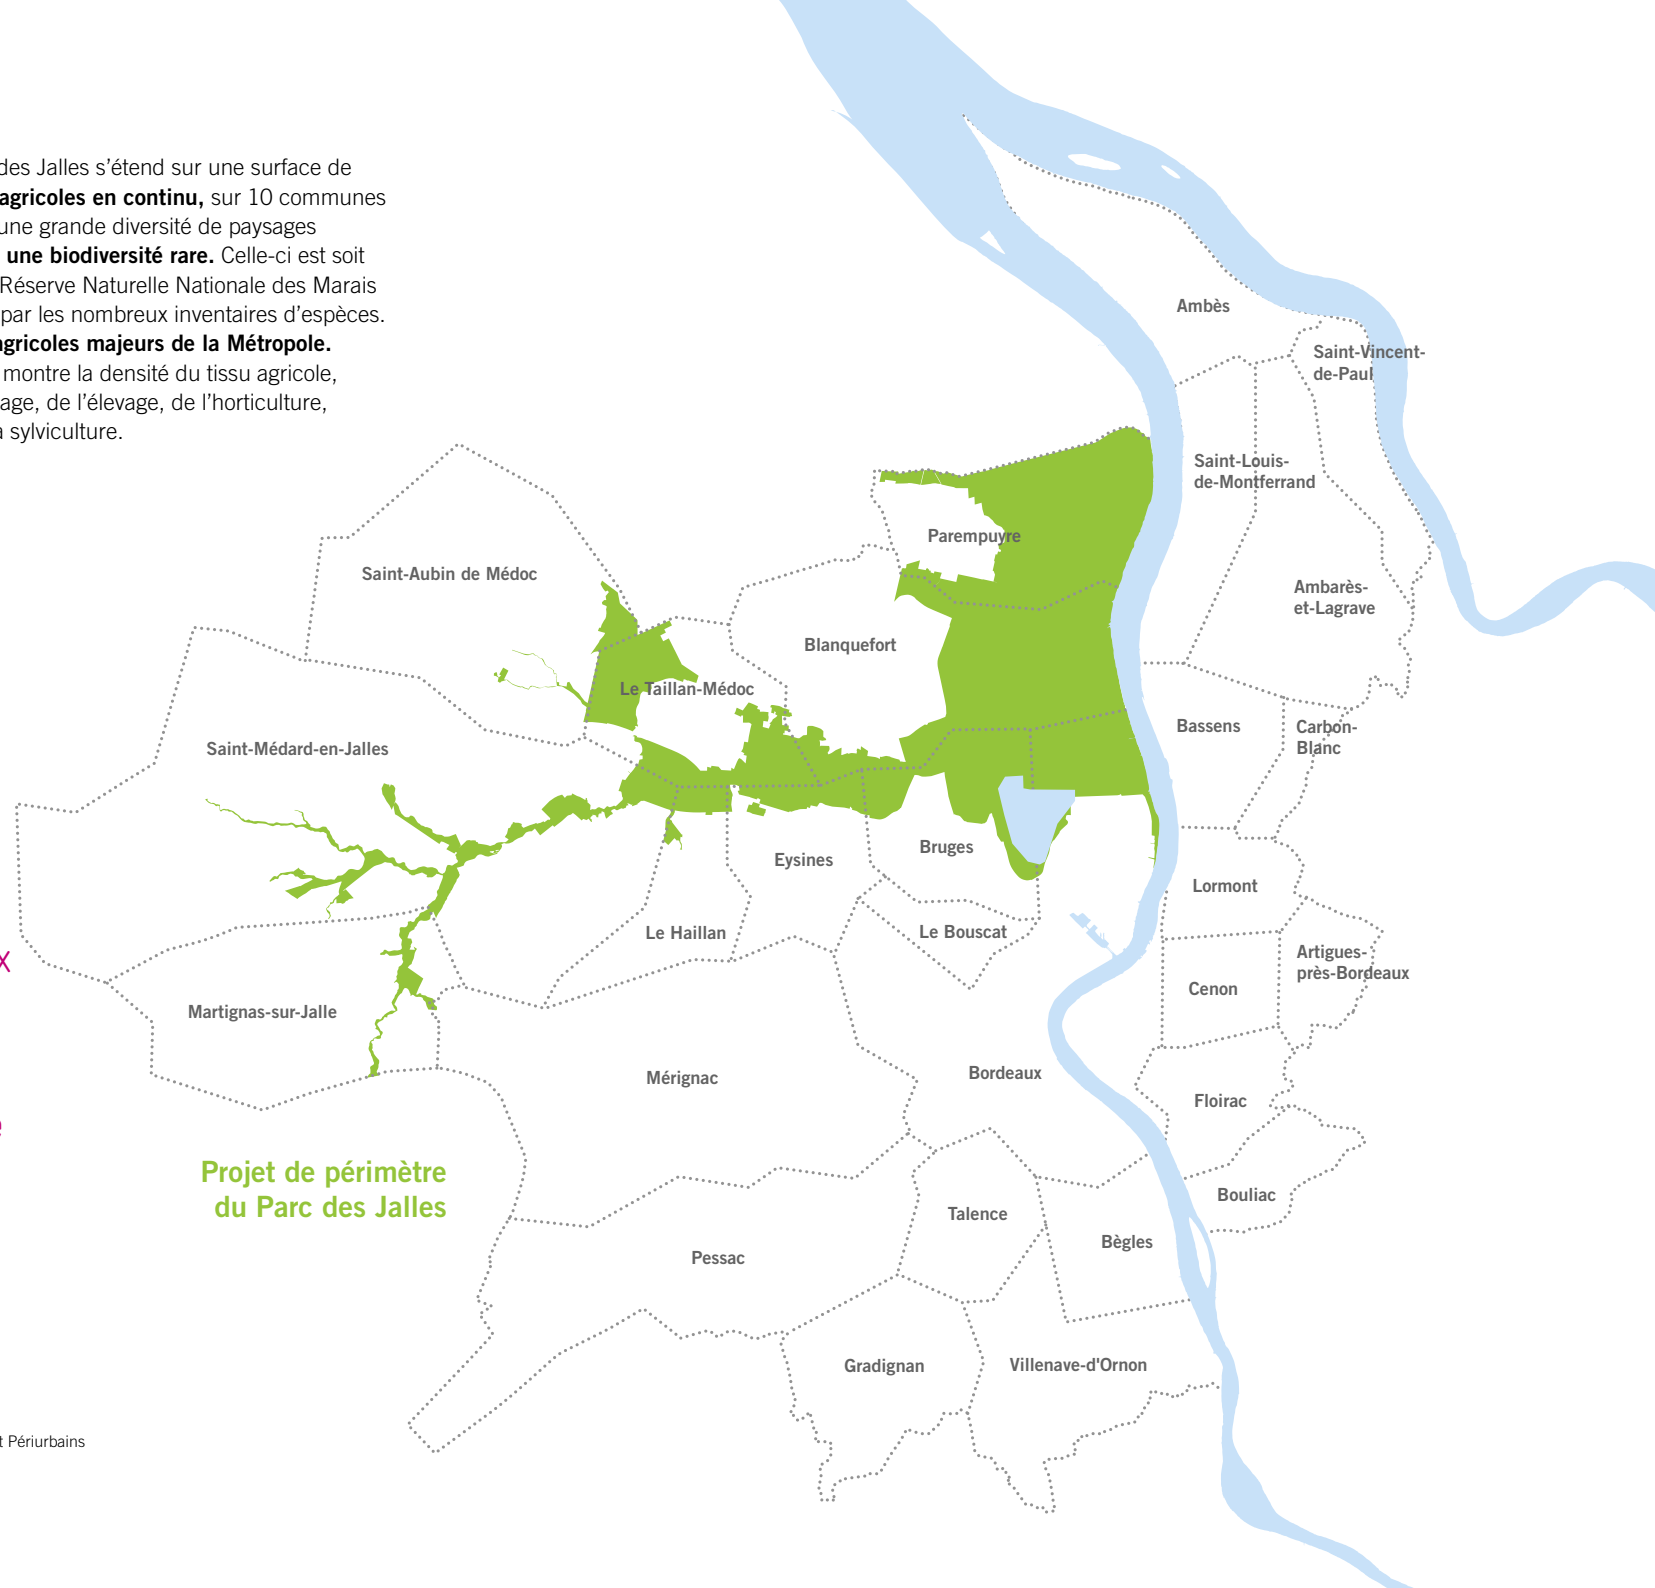 des Jalles s’étend sur une surface de
agricoles en continu, sur 10 communes
une grande diversité de paysages
une biodiversité rare. Celle-ci est soit
Réserve Naturelle Nationale des Marais
par les nombreux inventaires d’espèces.
agricoles majeurs de la Métropole.
montre la densité du tissu agricole,
age, de l’élevage, de l’horticulture,
a sylviculture.
Ambès
Saint-Vincent-
de-Paul
Saint-Louis-
de-Montferrand
Parempuyre
Saint-Aubin de Médoc
Ambarès-
et-Lagrave
Blanquefort
Le Taillan-Médoc
Saint-Médard-en-Jalles
Bassens
Carbon-
Blanc
Eysines
Bruges
Lormont
Le Haillan
Le Bouscat
Artigues-
près-Bordeaux
x
Cenon
Martignas-sur-Jalle
Mérignac
Bordeaux
Floirac
e
Projet de périmètre
du Parc des Jalles
Bouliac
Talence
Bègles
Pessac
Gradignan
Villenave-d'Ornon
t Périurbains